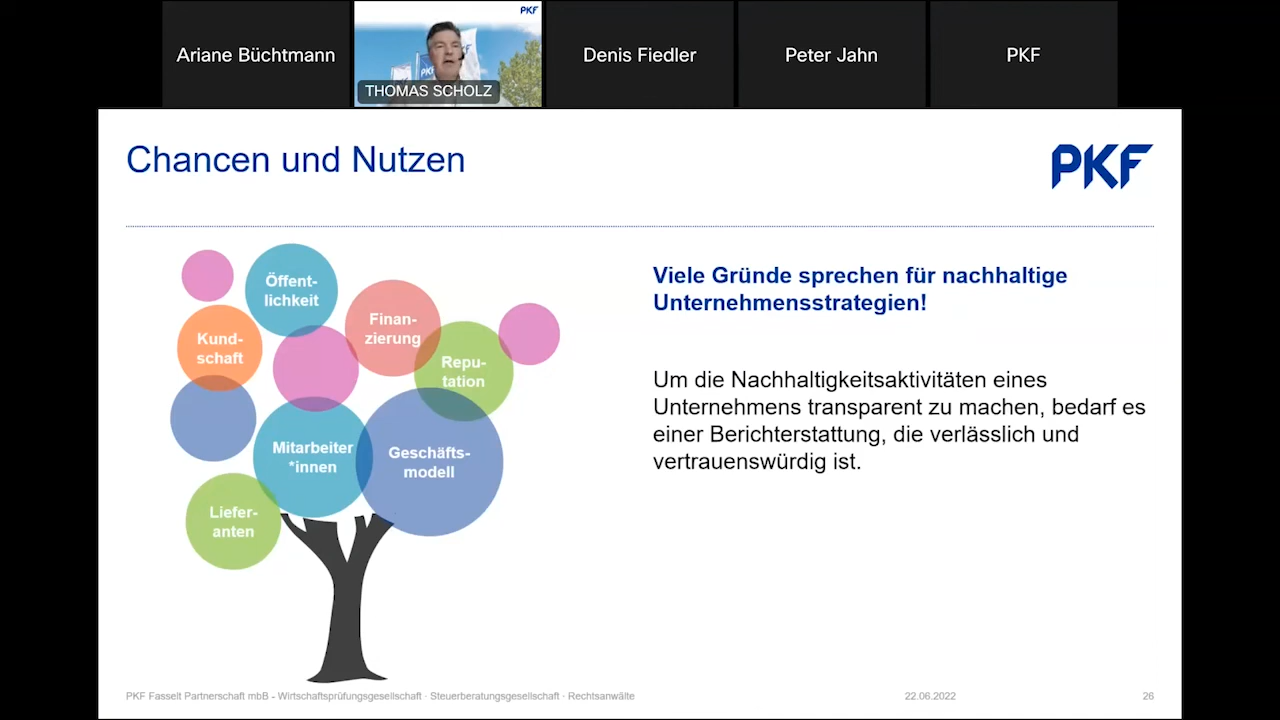 Ariane Büchtmann
PKF
PKF
THOMAS SCHOLZ
Denis Fiedler
Peter Jahn
PKF
Chancen und Nutzen
PKF
Öffent-
lichkeit
Finan-
zierung
Kund-
schaft
Repu-
tation
Mitarbeiter
*innen
Geschäfts-
modell
Liefer-
anten
Viele Gründe sprechen für nachhaltige
Unternehmensstrategien!
Um die Nachhaltigkeitsaktivitäten eines
Unternehmens transparent zu machen, bedarf es
einer Berichterstattung, die verlässlich und
vertrauenswürdig ist.
PKF Fasselt Partnerschaft mbB - Wirtschaftsprüfungsgesellschaft · Steuerberatungsgesellschaft · Rechtsanwälte
22.06.2022
26